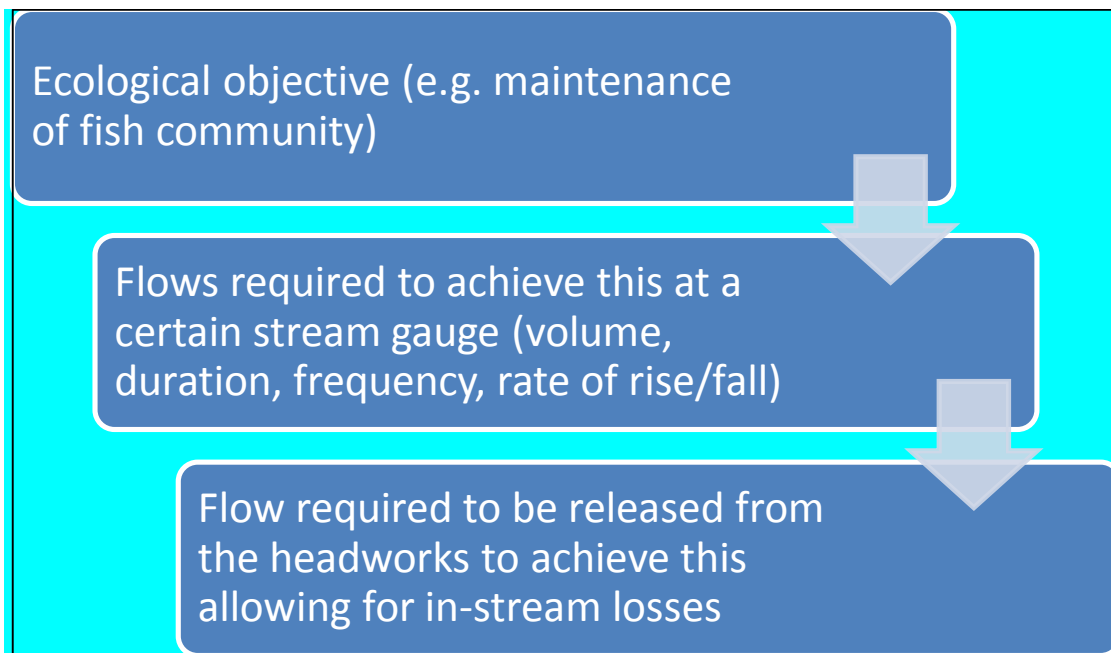 Ecological objective (e.g. maintenance
of fish community)
Flows required to achieve this at a
certain stream gauge (volume,
duration, frequency, rate of rise/fall)
Flow required to be released from
the headworks to achieve this
allowing for in-stream losses